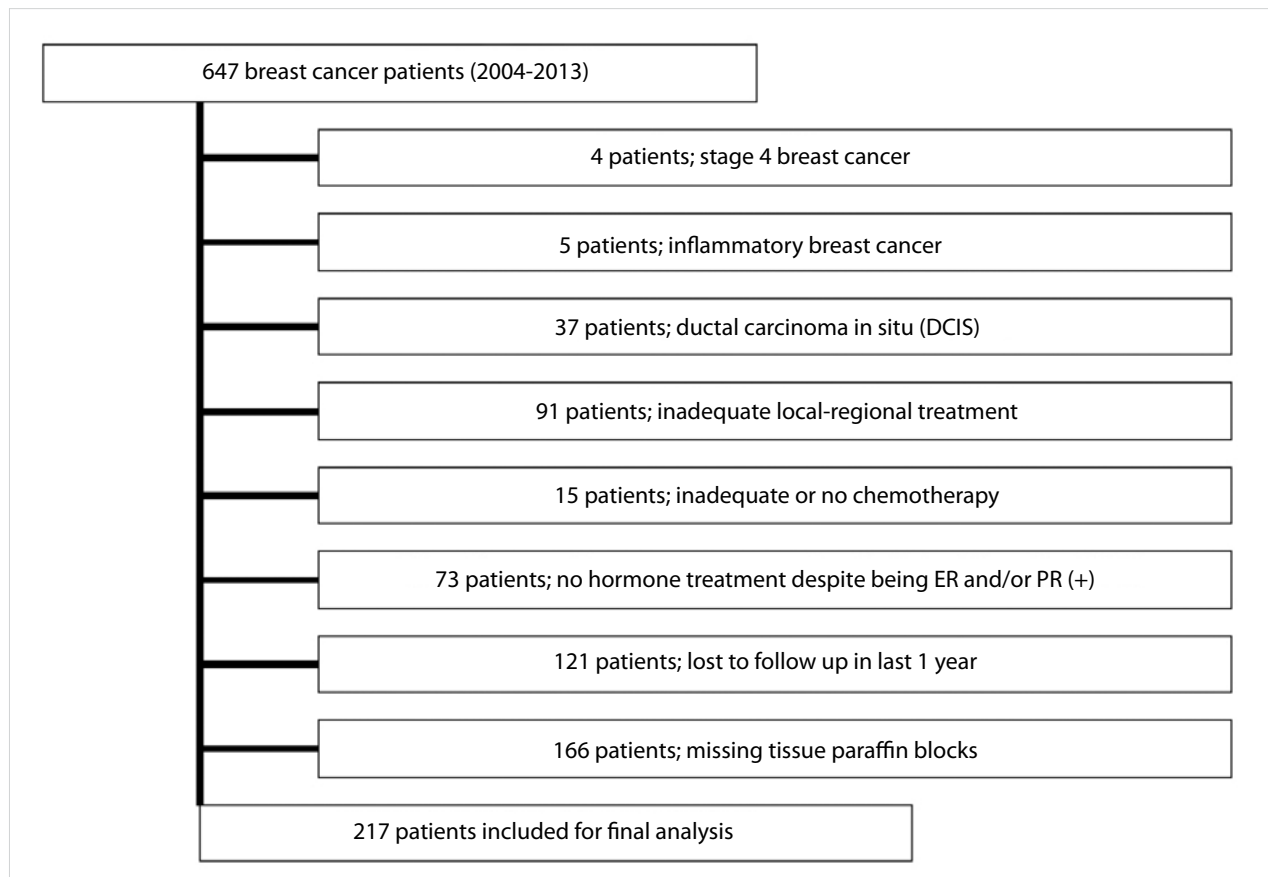 647 breast cancer patients (2004-2013)
4 patients; stage 4 breast cancer
5 patients; inflammatory breast cancer
37 patients; ductal carcinoma in situ (DCIS)
91 patients; inadequate local-regional treatment
15 patients; inadequate or no chemotherapy
73 patients; no hormone treatment despite being ER and/or PR (+)
121 patients; lost to follow up in last 1 year
166 patients; missing tissue paraffin blocks
217 patients included for final analysis